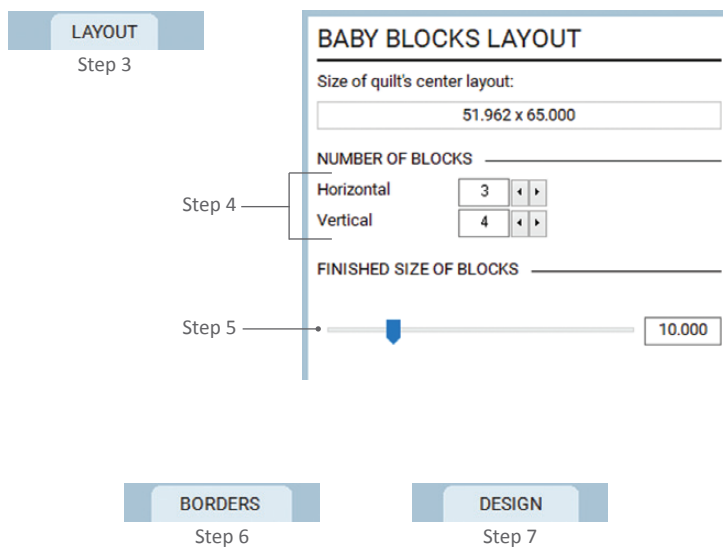 LAYOUT
Step 3
BABY BLOCKS LAYOUT
Size of quilt's center layout:
51.962 x 65.000
NUMBER OF BLOCKS
Step 4
Horizontal 3
Vertical 4
FINISHED SIZE OF BLOCKS
Step 5
10.000
BORDERS
Step 6
DESIGN
Step 7